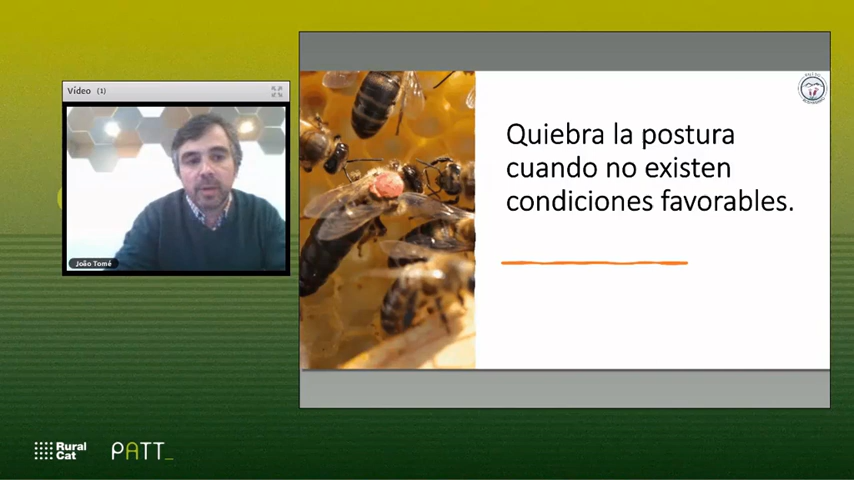 Vídeo (1)
João Tomé
Quiebra la postura
cuando no existen
condiciones favorables.
Rural
Cat
PATT_